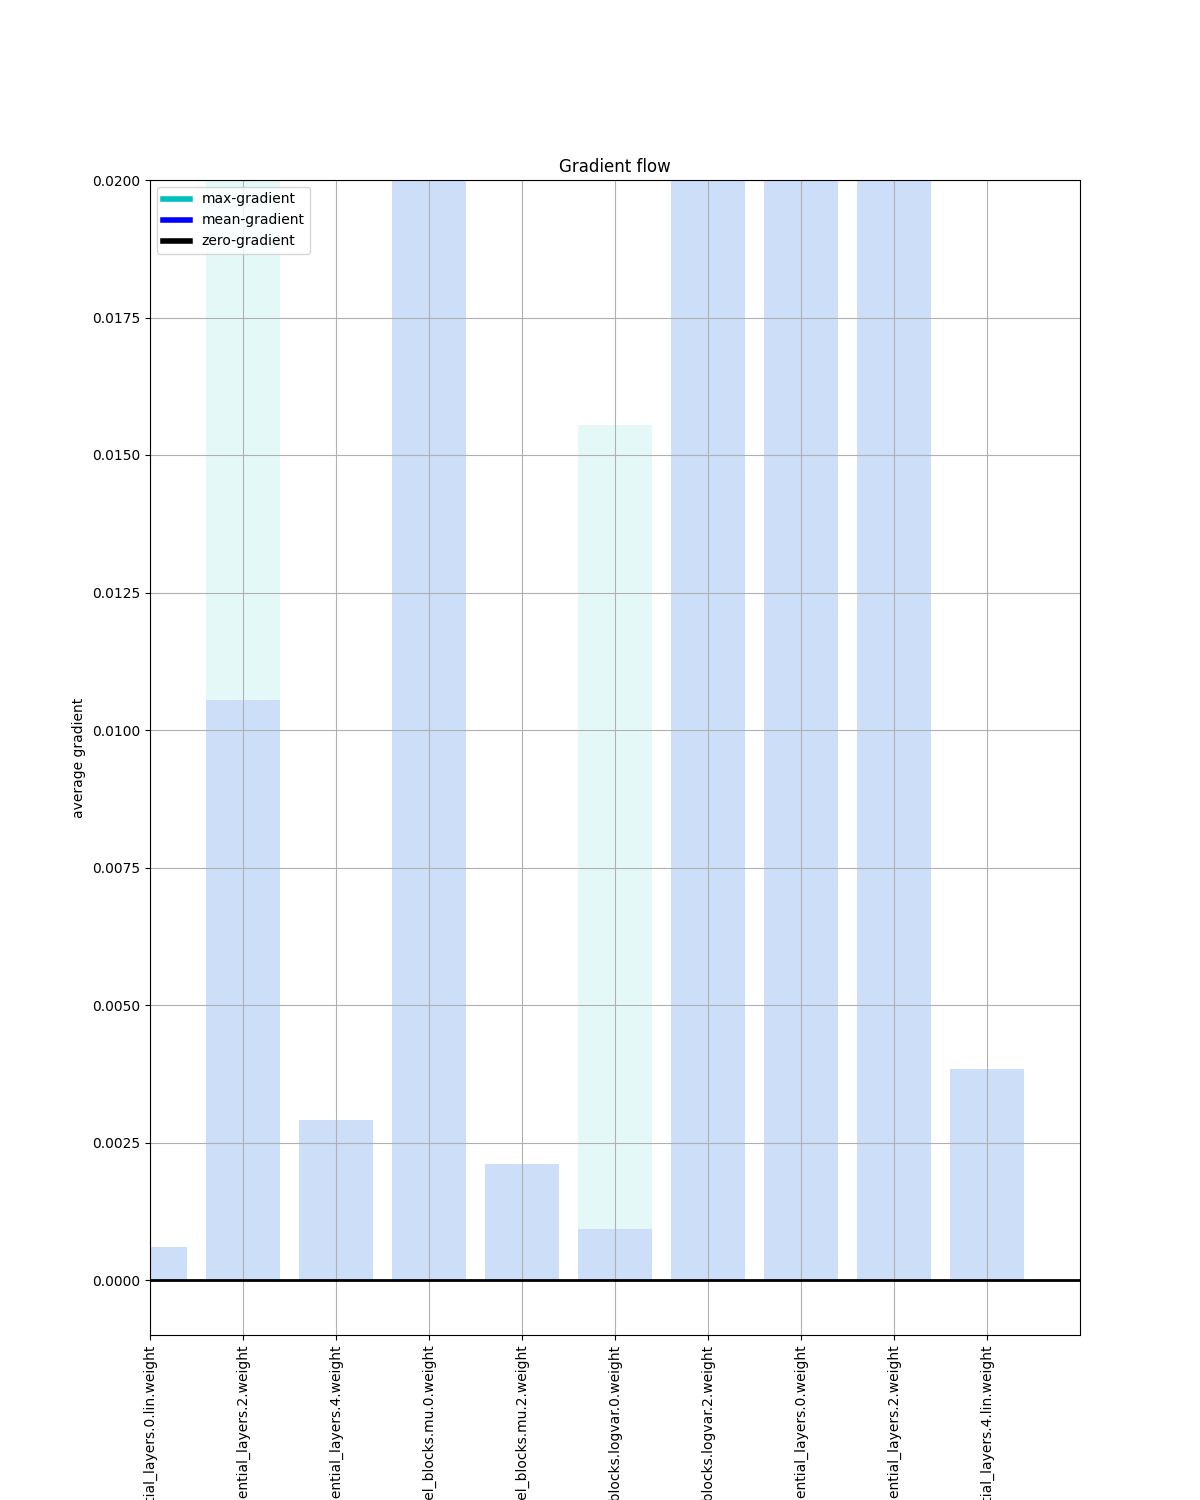 Gradient flow
max-gradient
mean-gradient
zero-gradient
0.0200
0.0175
0.0150
0.0125
0.0100
0.0075
0.0050
0.0025
0.0000
average gradient
tial_layers.0.lin.weight
ential_layers.2.weight
ential_layers.4.weight
el_blocks.mu.0.weight
el_blocks.mu.2.weight
blocks.logvar.0.weight
blocks.logvar.2.weight
ential_layers.0.weight
ential_layers.2.weight
tial_layers.4.lin.weight